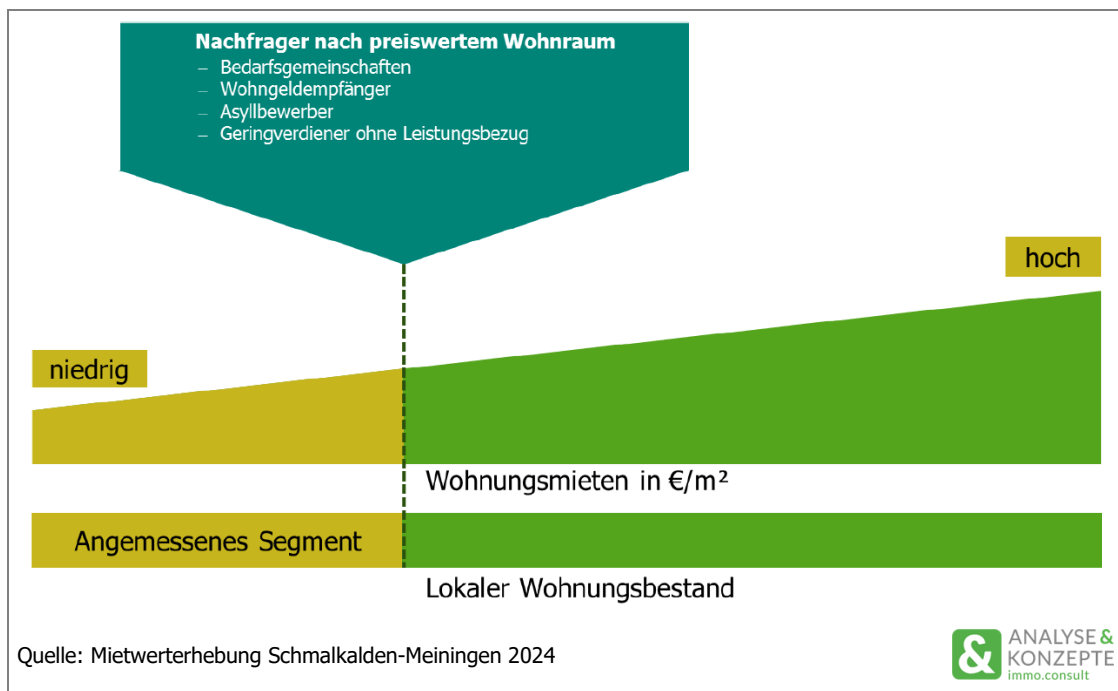 Nachfrager nach preiswertem Wohnraum
– Bedarfsgemeinschaften
– Wohngeldempfänger
– Asyllbewerber
– Geringverdiener ohne Leistungsbezug
hoch
niedrig
Wohnungsmieten in €/m²
Angemessenes Segment
Lokaler Wohnungsbestand
Quelle: Mietwerterhebung Schmalkalden-Meiningen 2024
& ANALYSE &
KONZEPTE
immo.consult